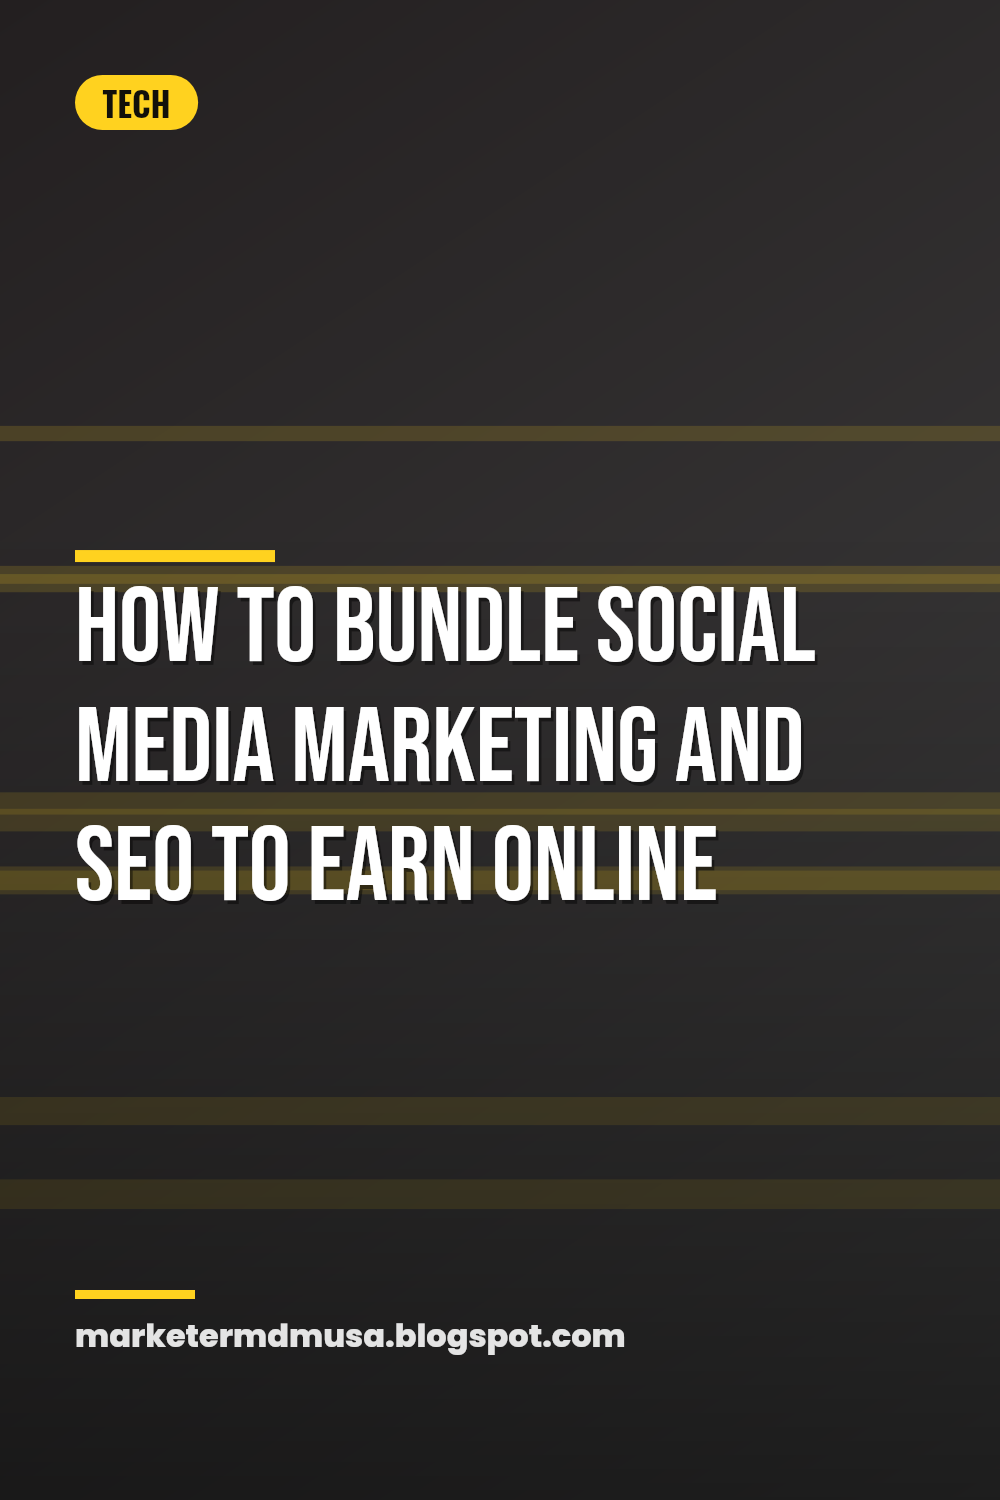 TECH
HOW TO BUNDLE SOCIAL
MEDIA MARKETING AND
SEO TO EARN ONLINE
marketermdmusa.blogspot.com